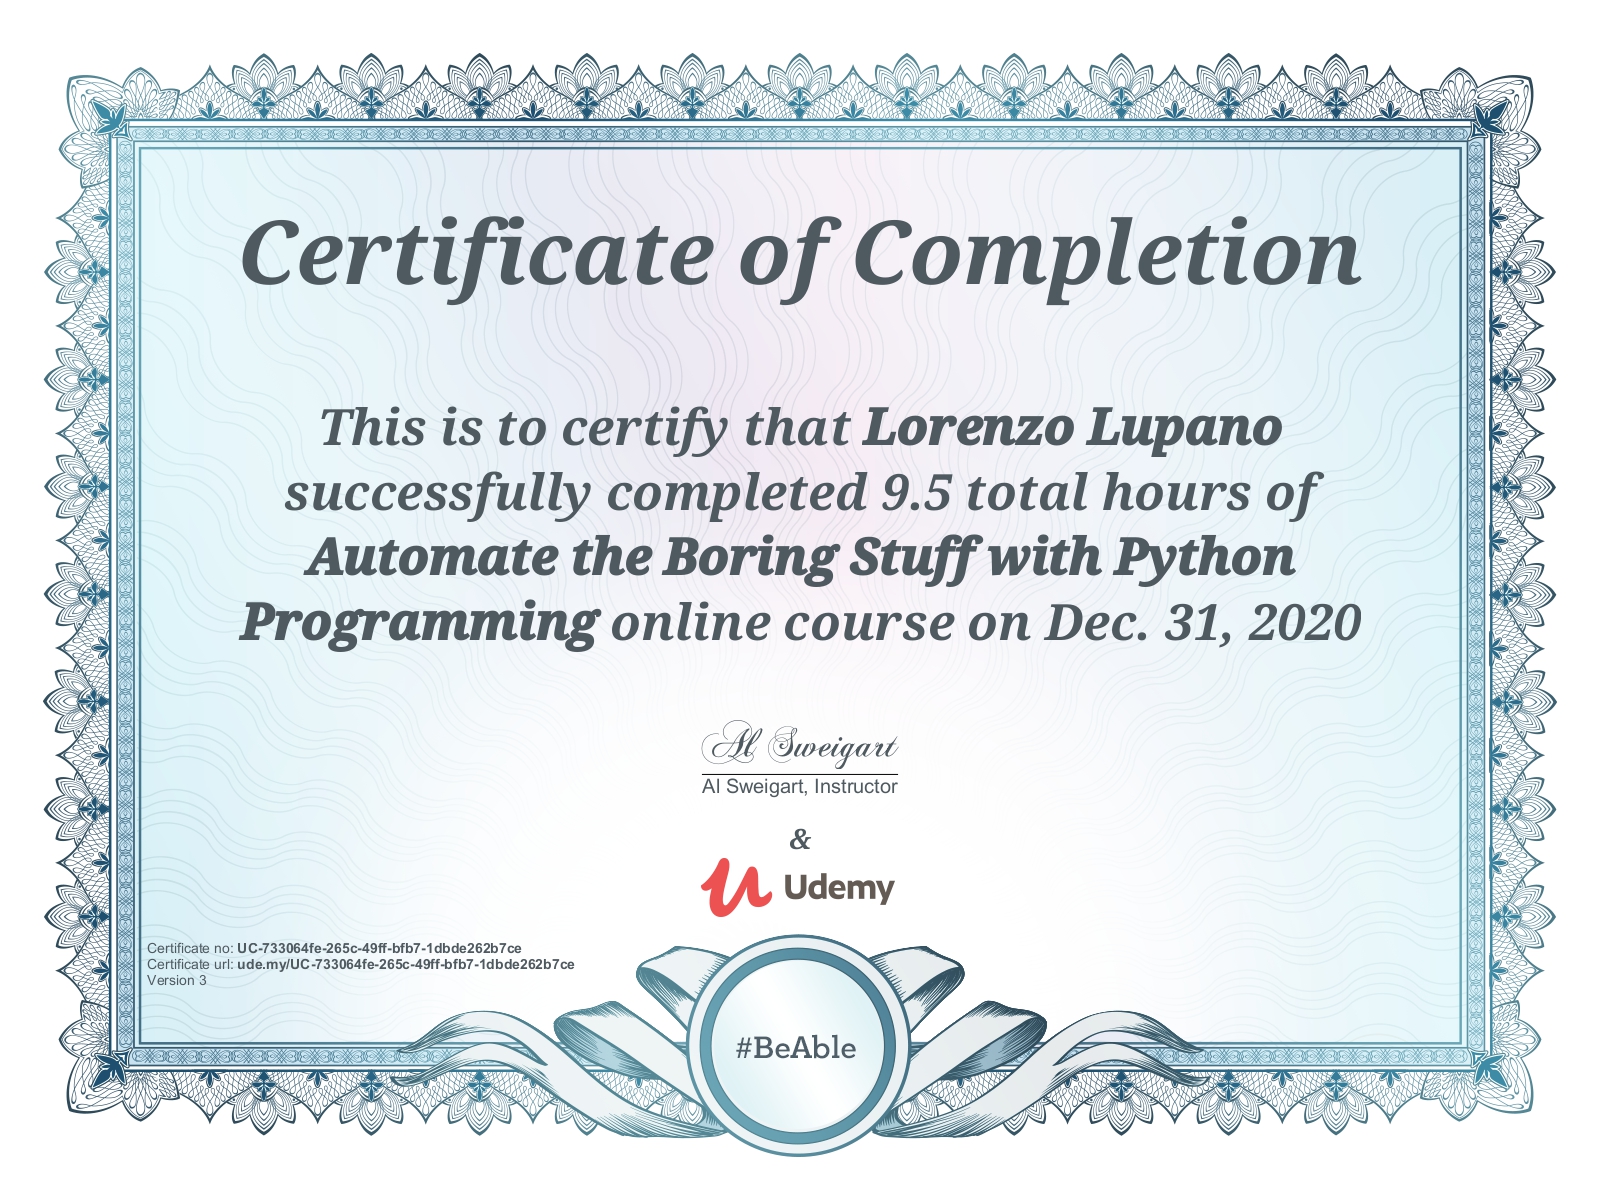 Certificate of Completion
This is to certify that Lorenzo Lupano
successfully completed 9.5 total hours of
Automate the Boring Stuff with Python
Programming online course on Dec. 31, 2020
Al Sweigart
Al Sweigart, Instructor
&
Udemy
Certificate no: UC-733064fe-265c-49ff-bfb7-1dbde262b7ce
Certificate url: ude.my/UC-733064fe-265c-49ff-bfb7-1dbde262b7ce
Version 3
#BeAble